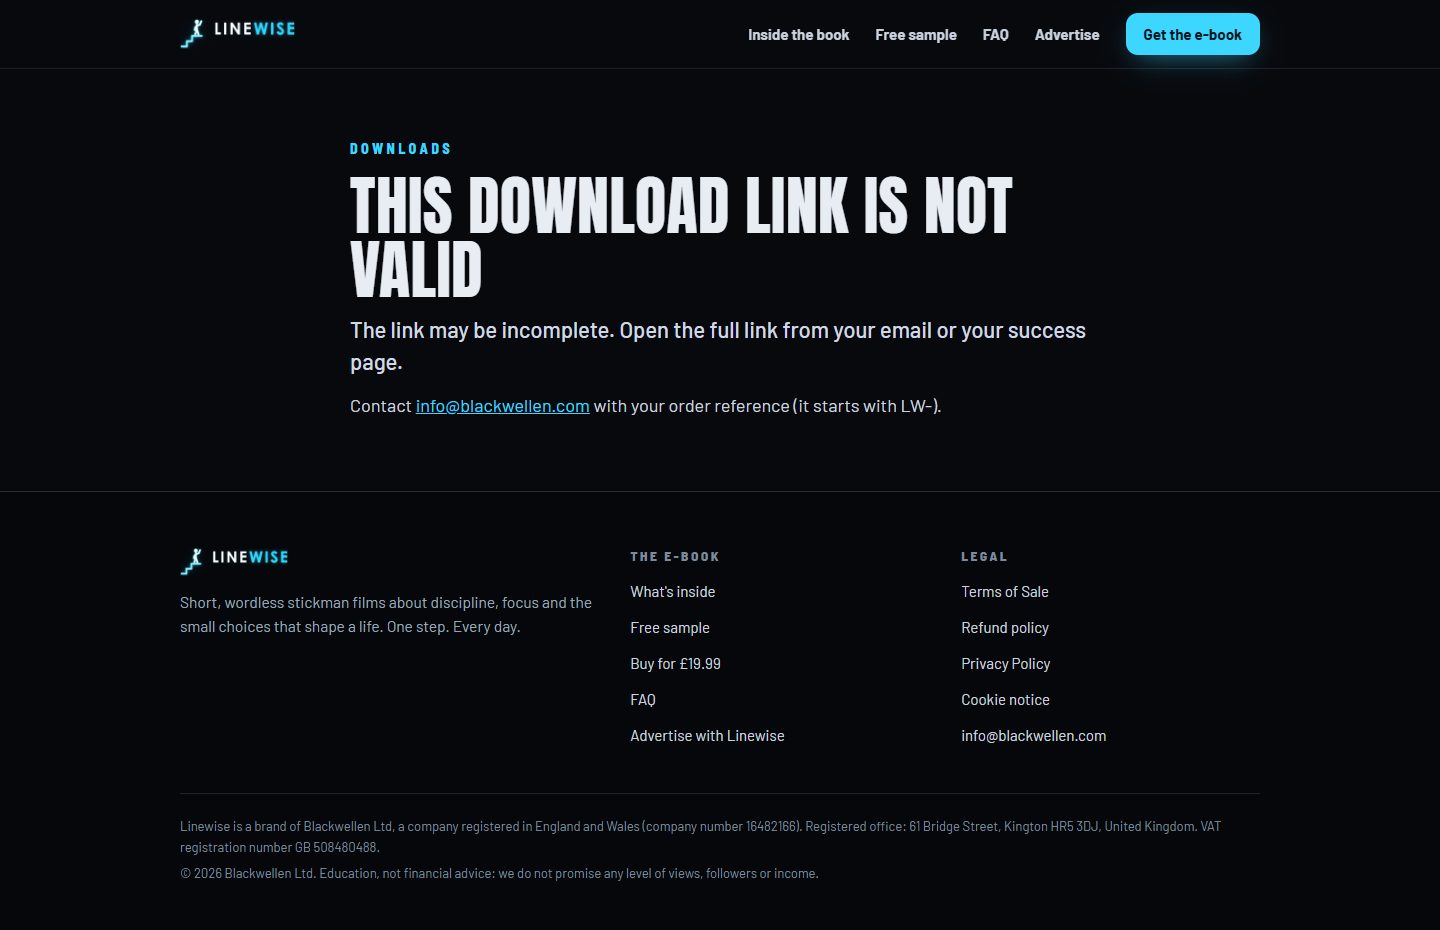 LINEWISE
Inside the book
Free sample
FAQ
Advertise
Get the e-book
DOWNLOADS
THIS DOWNLOAD LINK IS NOT
VALID
The link may be incomplete. Open the full link from your email or your success
page.
Contact info@blackwellen.com with your order reference (it starts with LW-).
LINEWISE
Short, wordless stickman films about discipline, focus and the
small choices that shape a life. One step. Every day.
THE E-BOOK
What's inside
Free sample
Buy for £19.99
FAQ
Advertise with Linewise
LEGAL
Terms of Sale
Refund policy
Privacy Policy
Cookie notice
info@blackwellen.com
Linewise is a brand of Blackwellen Ltd, a company registered in England and Wales (company number 16482166). Registered office: 61 Bridge Street, Kington HR5 3DJ, United Kingdom. VAT
registration number GB 508480488.
© 2026 Blackwellen Ltd. Education, not financial advice: we do not promise any level of views, followers or income.